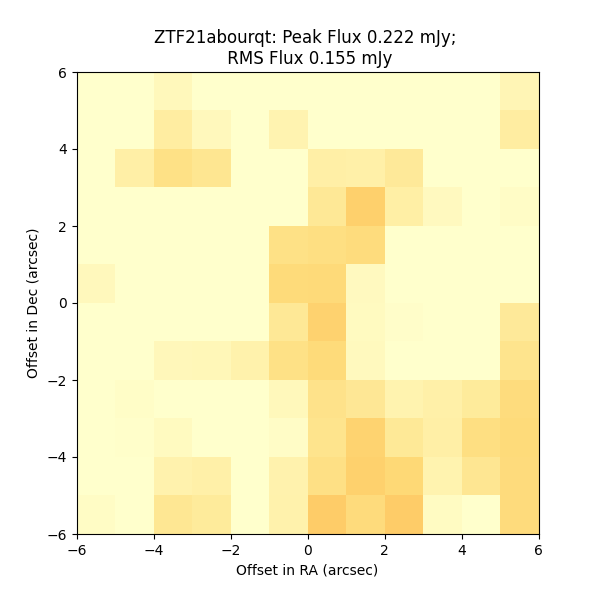 ZTF21abourqt: Peak Flux 0.222 mJy;
RMS Flux 0.155 mJy
6
4
2
0
−2
−4
−6
Offset in Dec (arcsec)
−6 −4 −2 0 2 4 6
Offset in RA (arcsec)